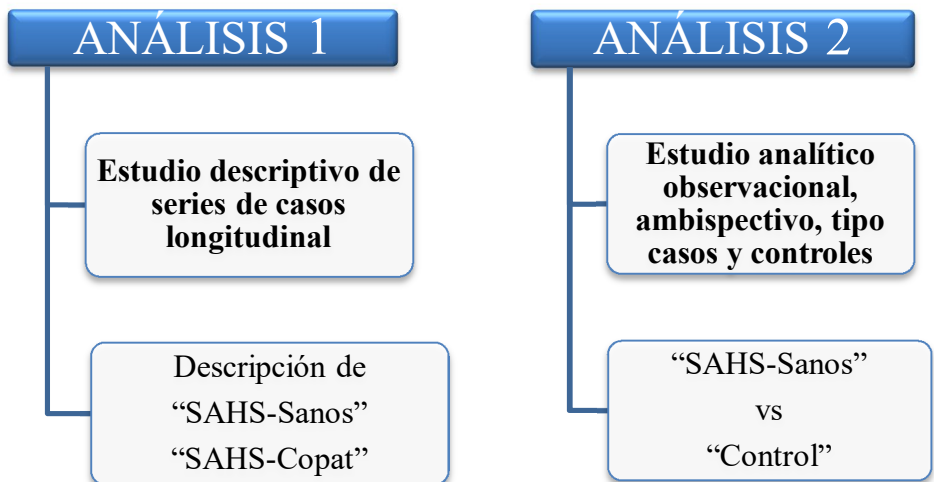 ANÁLISIS 1
Estudio descriptivo de
series de casos
longitudinal
Descripción de
“SAHS-Sanos”
“SAHS-Copat”
ANÁLISIS 2
Estudio analítico
observacional,
ambispectivo, tipo
casos y controles
“SAHS-Sanos”
vs
“Control”